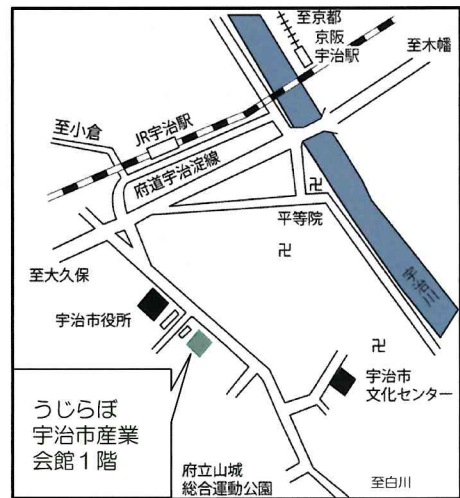 至京都
京阪
宇治駅
至木幡
至小倉
JR宇治駅
府道宇治淀線
平等院
至大久保
宇治川
宇治市役所
宇治市
文化センター
うじらぼ
宇治市産業
会館1階
府立山城
総合運動公園
至白川